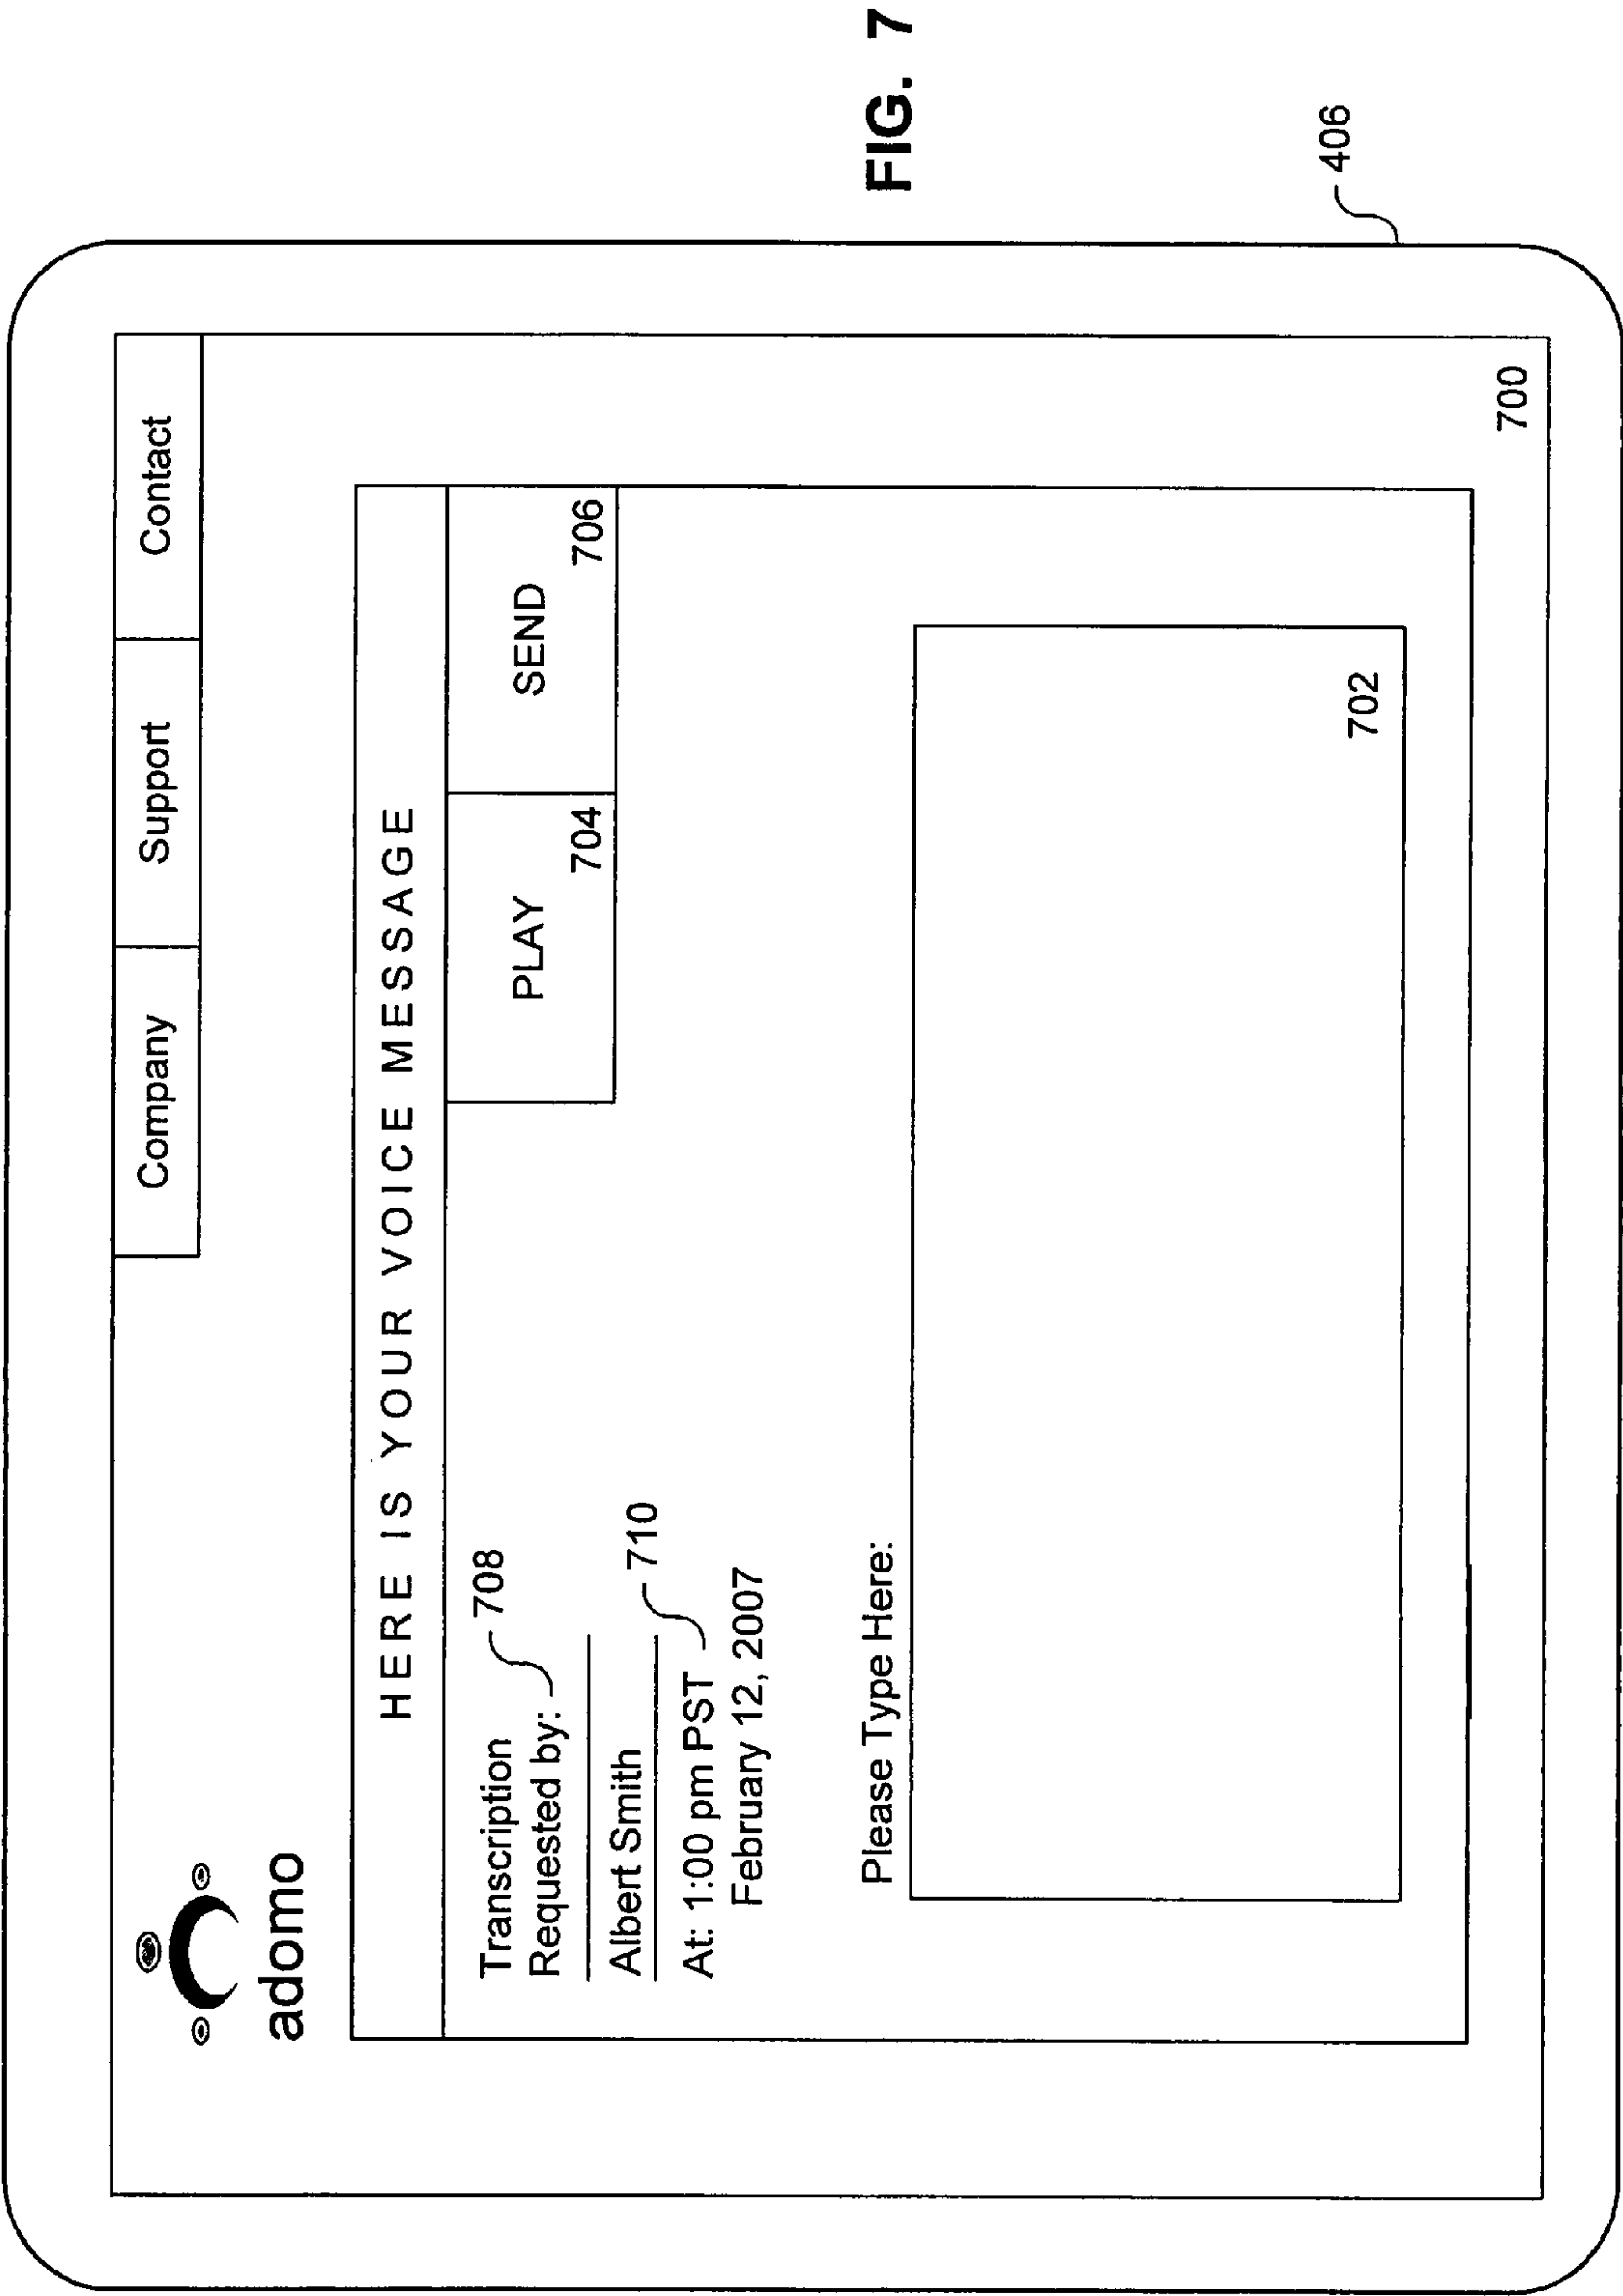 Company Support Contact
adomo
HERE IS YOUR VOICE MESSAGE
Transcription
Requested by: 708
PLAY 704
SEND 706
Albert Smith
At: 1:00 pm PST 710
February 12, 2007
Please Type Here:
702
700
406
FIG. 7